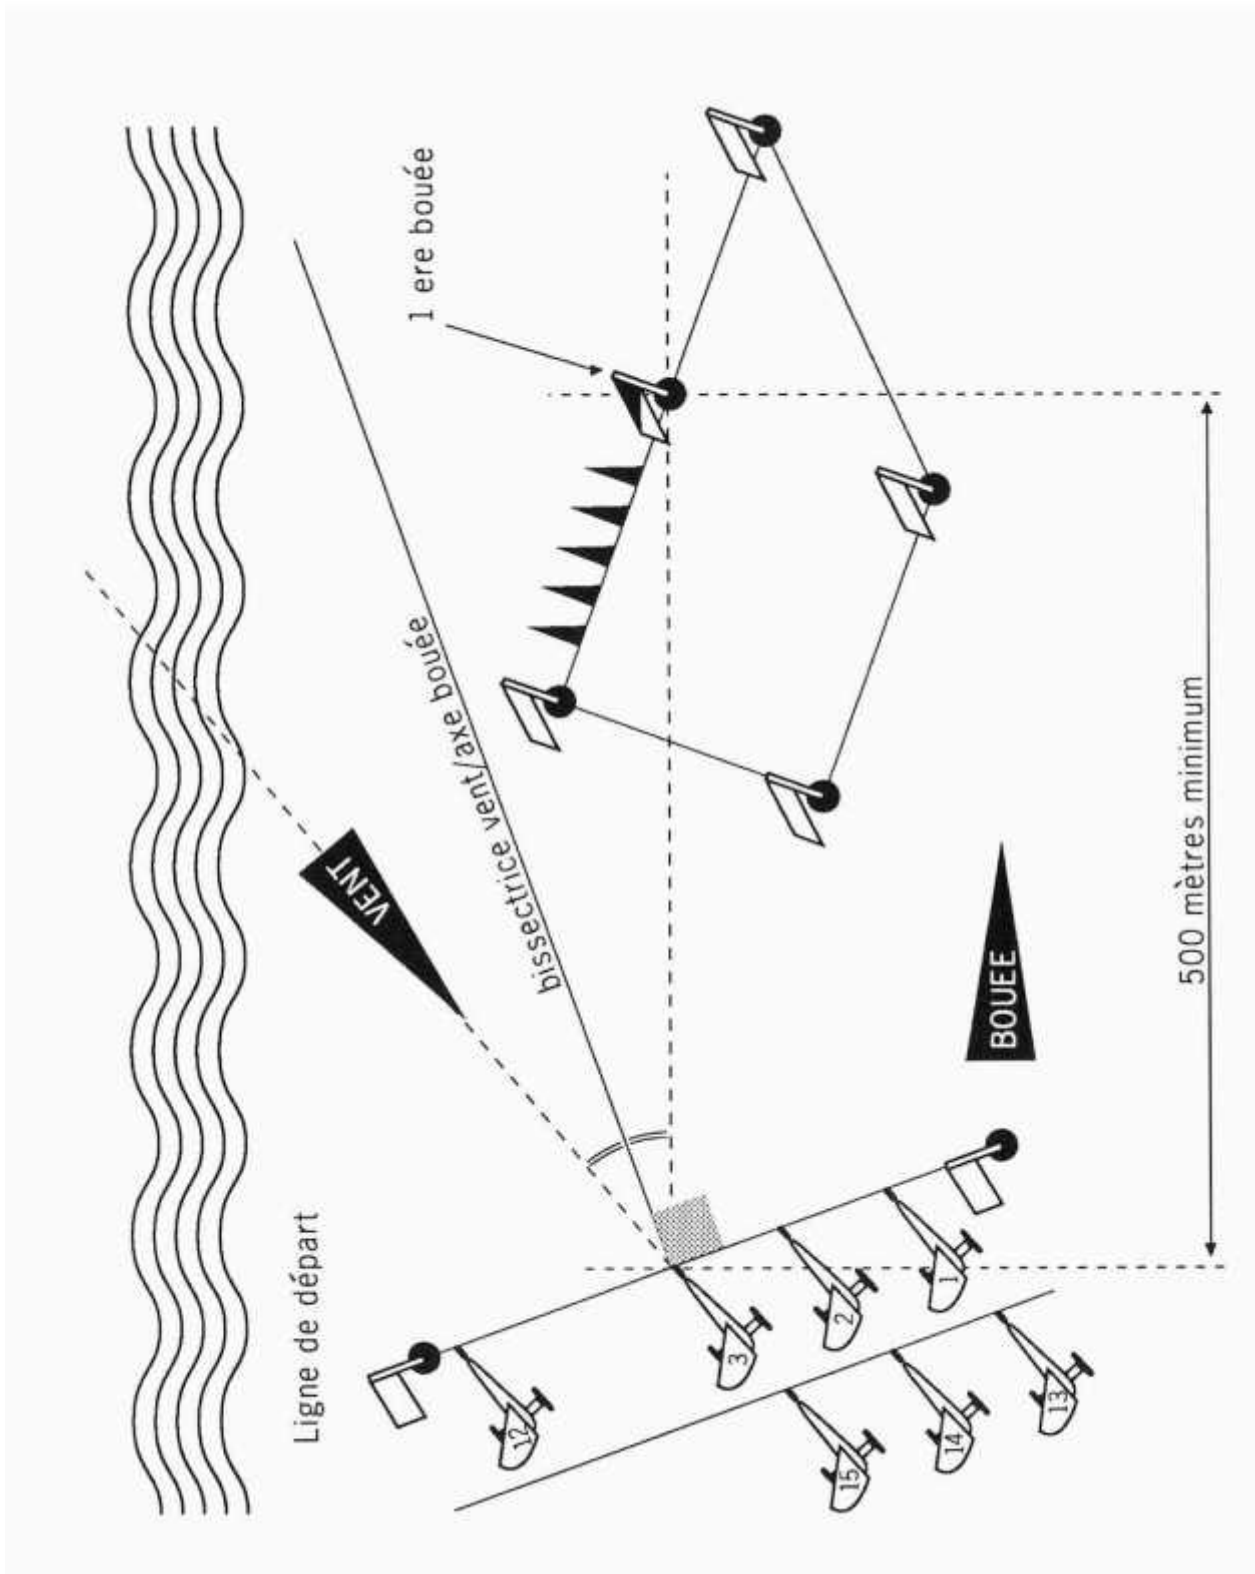 1 ere bouée
VENT
bissectrice vent/axe bouée
Ligne de départ
BOUEE
500 mètres minimum
12
3
2
1
15
14
13